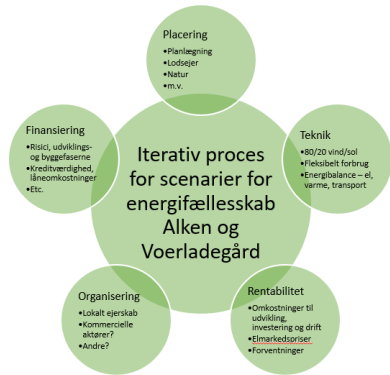 Placering
•Planlægning
•Lodsejer
•Natur
•m.v.
Finansiering
•Risici, udviklings-
og byggefaserne
•Kreditværdighed,
låneomkostninger
•Etc.
Teknik
•80/20 vind/sol
•Fleksibelt forbrug
•Energibalance – el,
varme, transport
Iterativ proces
for scenarier for
energifællesskab
Alken og
Voerladegård
Organisering
•Lokalt ejerskab
•Kommercielle
aktører?
•Andre?
Rentabilitet
•Omkostninger til
udvikling,
investering og drift
•Elmarkedspriser
•Forventninger